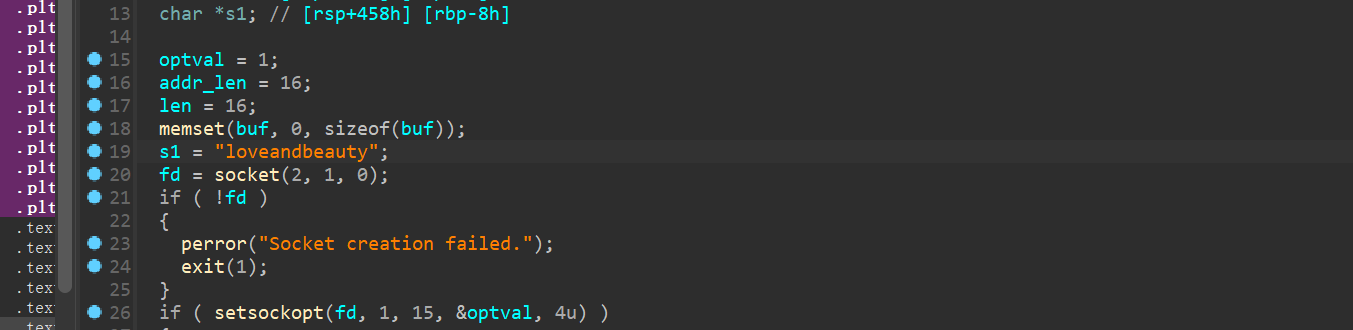 .plt
.plt
.plt
.plt
.plt
.plt
.plt
.plt
.plt
.plt
.plt
.tex
.tex
.tex
.tex
.tex
.tex
13 char *s1; // [rsp+458h] [rbp-8h]
14
15 optval = 1;
16 addr_len = 16;
17 len = 16;
18 memset(buf, 0, sizeof(buf));
19 s1 = "loveandbeauty";
20 fd = socket(2, 1, 0);
21 if ( !fd )
22 {
23 perror("Socket creation failed.");
24 exit(1);
25 }
26 if ( setsockopt(fd, 1, 15, &optval, 4u) )